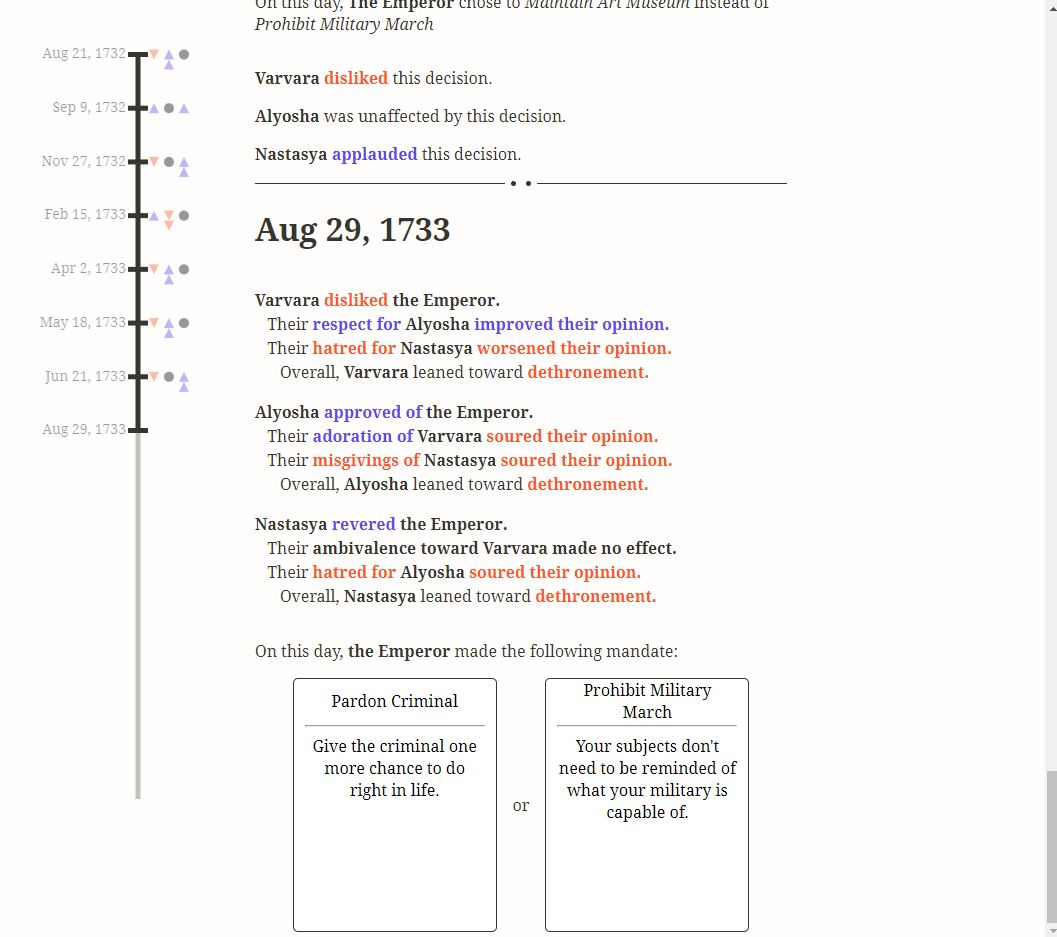 On this day, The Emperor chose to Maintain Art Museum instead of
Prohibit Military March
Varvara disliked this decision.
Alyosha was unaffected by this decision.
Nastasya applauded this decision.
Aug 21, 1732
Sep 9, 1732
Nov 27, 1732
Feb 15, 1733
Apr 2, 1733
May 18, 1733
Jun 21, 1733
Aug 29, 1733
Aug 29, 1733
Varvara disliked the Emperor.
Their respect for Alyosha improved their opinion.
Their hatred for Nastasya worsened their opinion.
Overall, Varvara leaned toward dethronement.
Alyosha approved of the Emperor.
Their adoration of Varvara soured their opinion.
Their misgivings of Nastasya soured their opinion.
Overall, Alyosha leaned toward dethronement.
Nastasya revered the Emperor.
Their ambivalence toward Varvara made no effect.
Their hatred for Alyosha soured their opinion.
Overall, Nastasya leaned toward dethronement.
On this day, the Emperor made the following mandate:
Pardon Criminal
Give the criminal one
more chance to do
right in life.
or
Prohibit Military
March
Your subjects don't
need to be reminded of
what your military is
capable of.